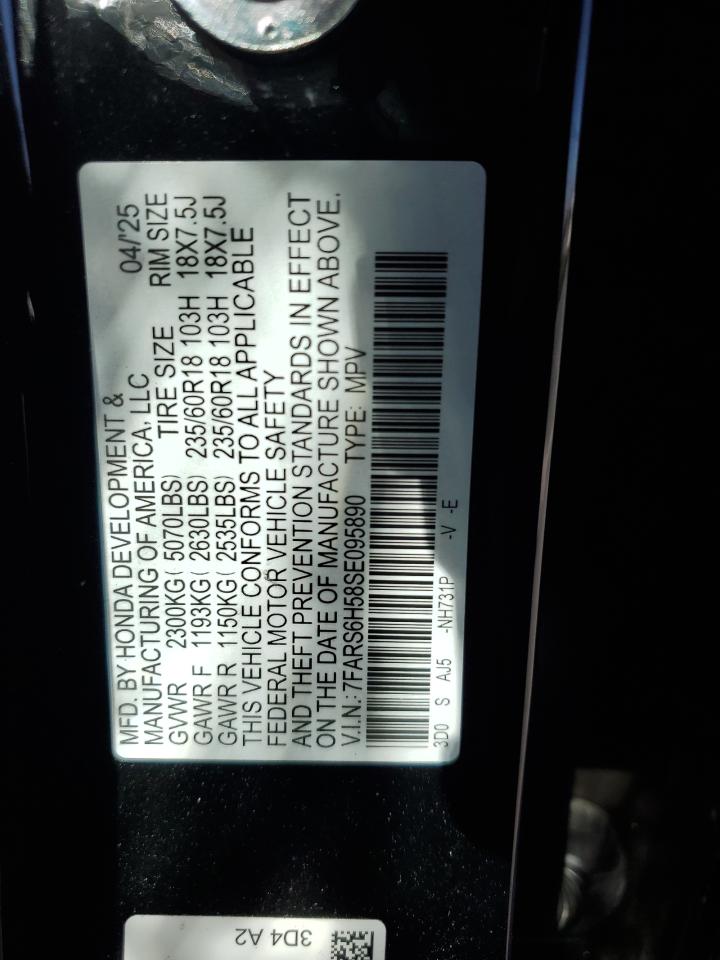 MFD. BY HONDA DEVELOPMENT &
MANUFACTURING OF AMERICA, LLC 04/'25
TIRE SIZE RIM SIZE
GVWR 2300KG( 5070LBS)
GAWR F 1193KG( 2630LBS) 235/60R18 103H 18X7.5J
GAWR R 1150KG( 2535LBS) 235/60R18 103H 18X7.5J
THIS VEHICLE CONFORMS TO ALL APPLICABLE
FEDERAL MOTOR VEHICLE SAFETY
AND THEFT PREVENTION STANDARDS IN EFFECT
ON THE DATE OF MANUFACTURE SHOWN ABOVE.
V.I.N.: 7FARS6H58SE095890 TYPE: MPV
3D0 S AJ5 -NH731P -V -E
3D4 A2